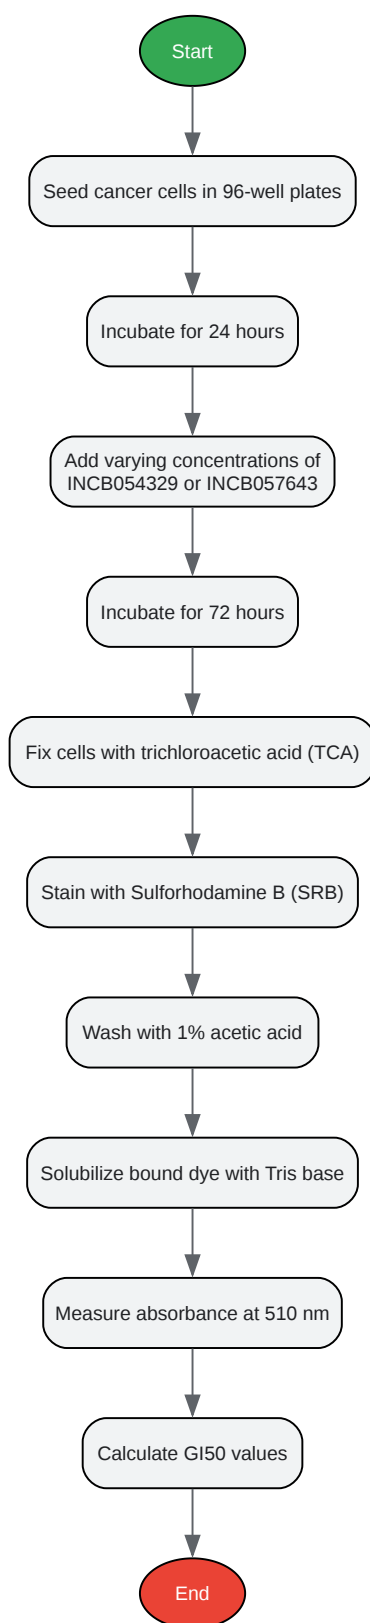 Start
Seed cancer cells in 96-well plates
Incubate for 24 hours
Add varying concentrations of
INCB054329 or INCB057643
Incubate for 72 hours
Fix cells with trichloroacetic acid (TCA)
Stain with Sulforhodamine B (SRB)
Wash with 1% acetic acid
Solubilize bound dye with Tris base
Measure absorbance at 510 nm
Calculate GI50 values
End